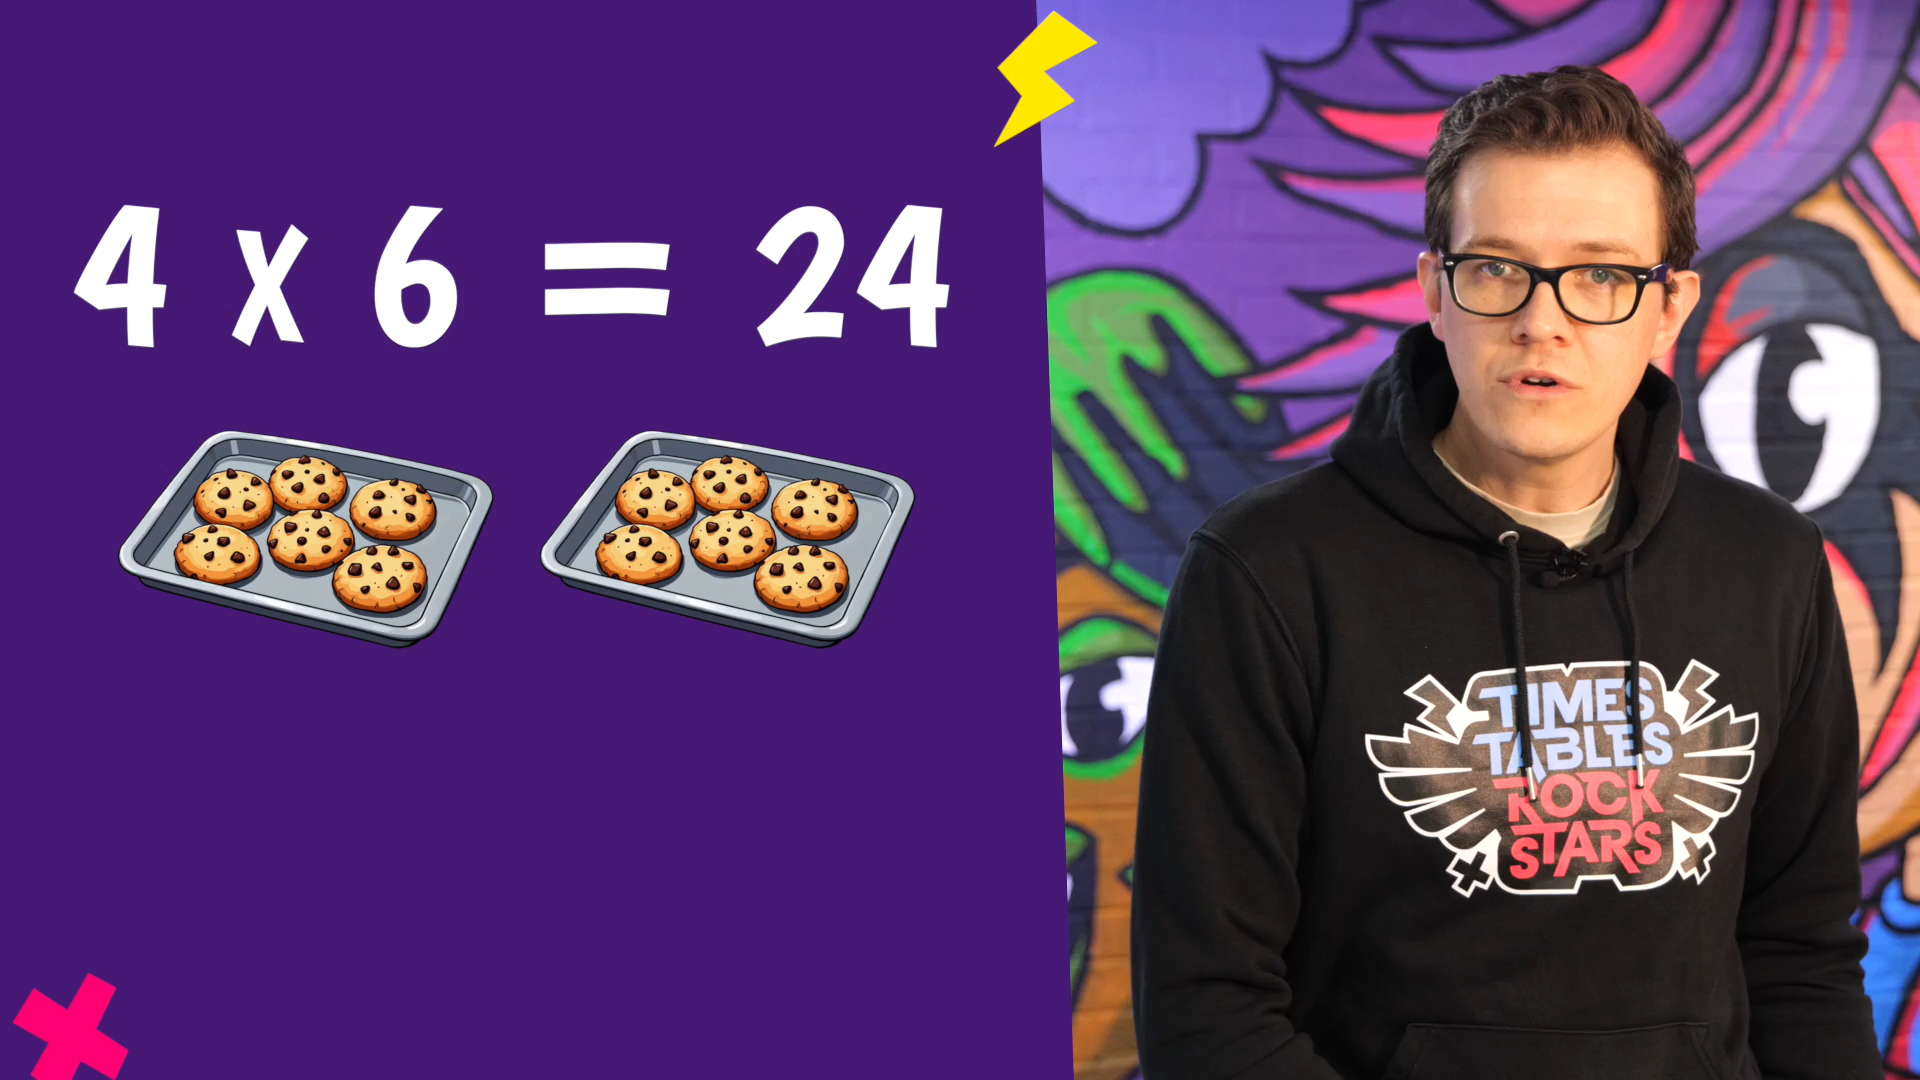 4 x 6 = 24
TIMES
TABLES
ROCK
STARS